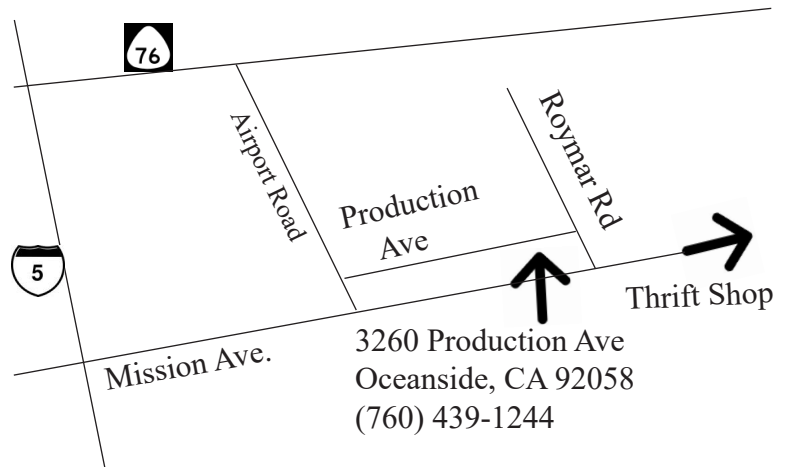 76
Airport Road
Roymar Rd
Production
Ave
5
Thrift Shop
Mission Ave.
3260 Production Ave
Oceanside, CA 92058
(760) 439-1244